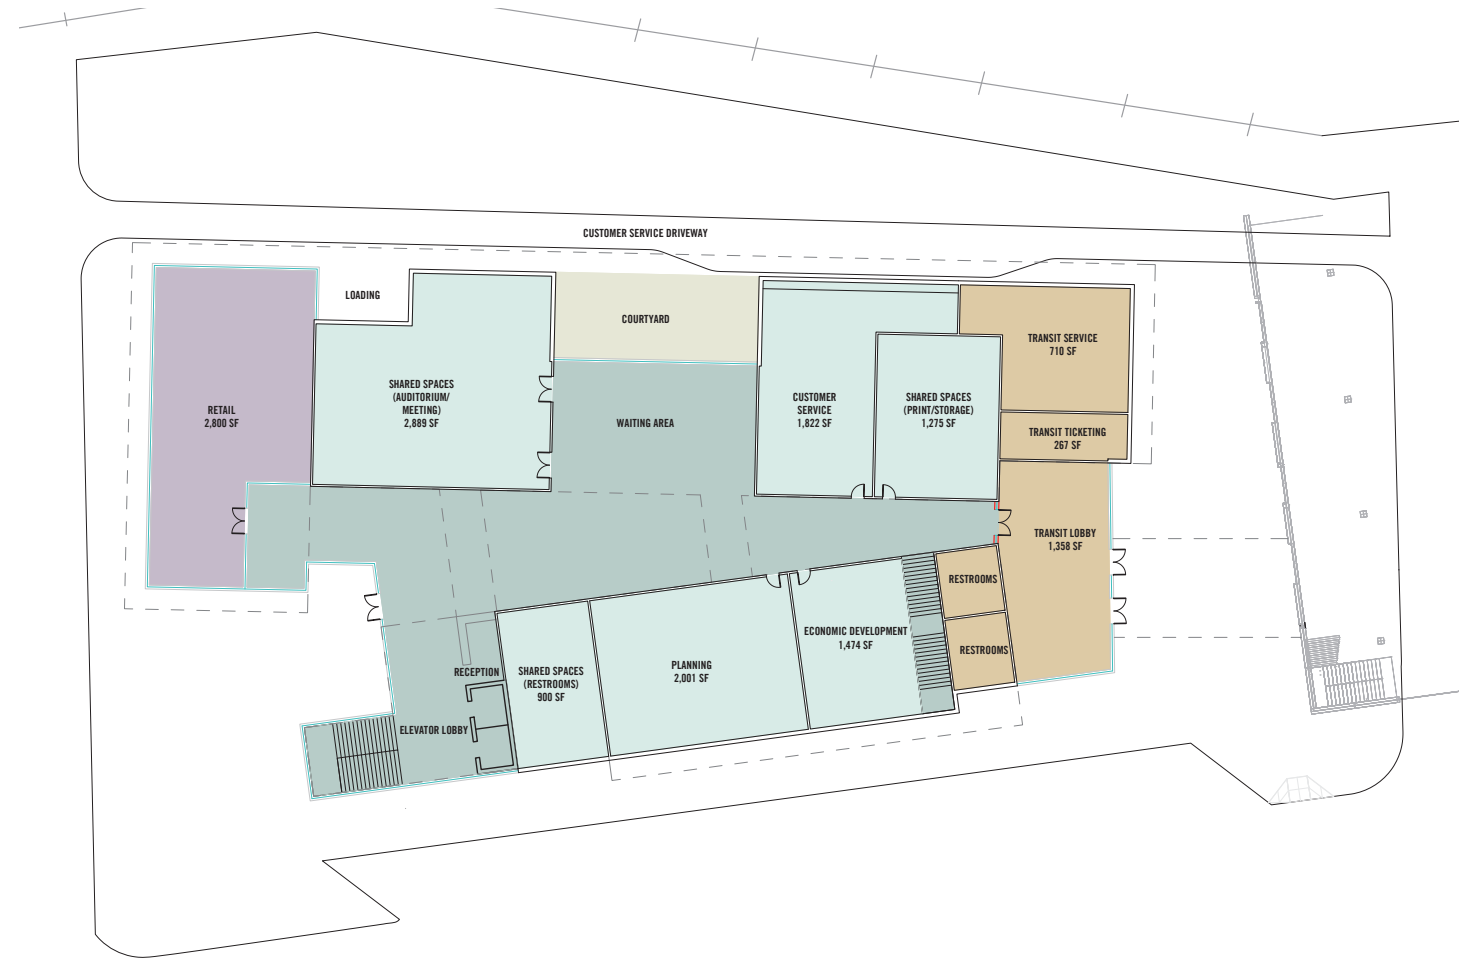 CUSTOMER SERVICE DRIVEWAY
LOADING
COURTYARD
TRANSIT SERVICE
710 SF
SHARED SPACES
(AUDITORIUM/
MEETING)
2,889 SF
RETAIL
2,800 SF
WAITING AREA
CUSTOMER
SERVICE
1,822 SF
SHARED SPACES
(PRINT/STORAGE)
1,275 SF
TRANSIT TICKETING
267 SF
TRANSIT LOBBY
1,358 SF
RESTROOMS
ECONOMIC DEVELOPMENT
1,474 SF
RESTROOMS
RECEPTION
SHARED SPACES
(RESTROOMS)
900 SF
PLANNING
2,001 SF
ELEVATOR LOBBY